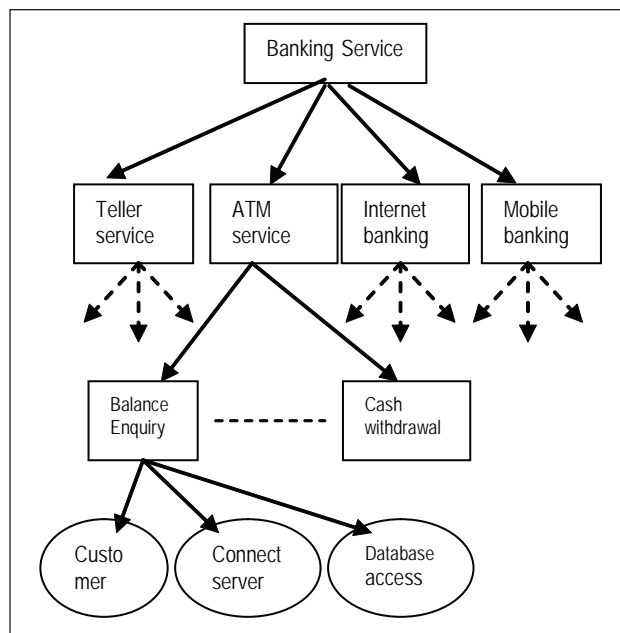 Banking Service
Teller
service
ATM
service
Internet
banking
Mobile
banking
Balance
Enquiry
Cash
withdrawal
Custo
mer
Connect
server
Database
access